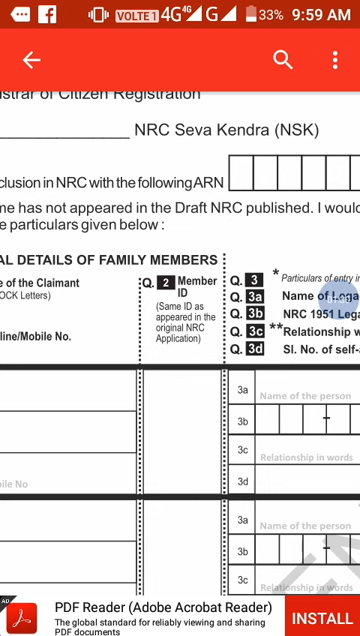 VOLTE 1 4G 4G G 33% 9:59 AM
strar of Citizen Registration
NRC Seva Kendra (NSK)
clusion in NRC with the following ARN
me has not appeared in the Draft NRC published. I would
e particulars given below :
AL DETAILS OF FAMILY MEMBERS
e of the Claimant
OCK Letters)
line/Mobile No.
Q. 2 Member
ID
(Same ID as
appeared in the
original NRC
Application)
Q. 3 * Particulars of entry in
Q. 3a Name of Lega
Q. 3b NRC 1951 Lega
Q. 3c **Relationship w
Q. 3d Sl. No. of self-a
3a Name of the person
3b
3c Relationship in words
bile No
3d
3a Name of the person
3b
3c Relationship in words
AD
PDF Reader (Adobe Acrobat Reader)
The global standard for reliably viewing and sharing
PDF documents
INSTALL